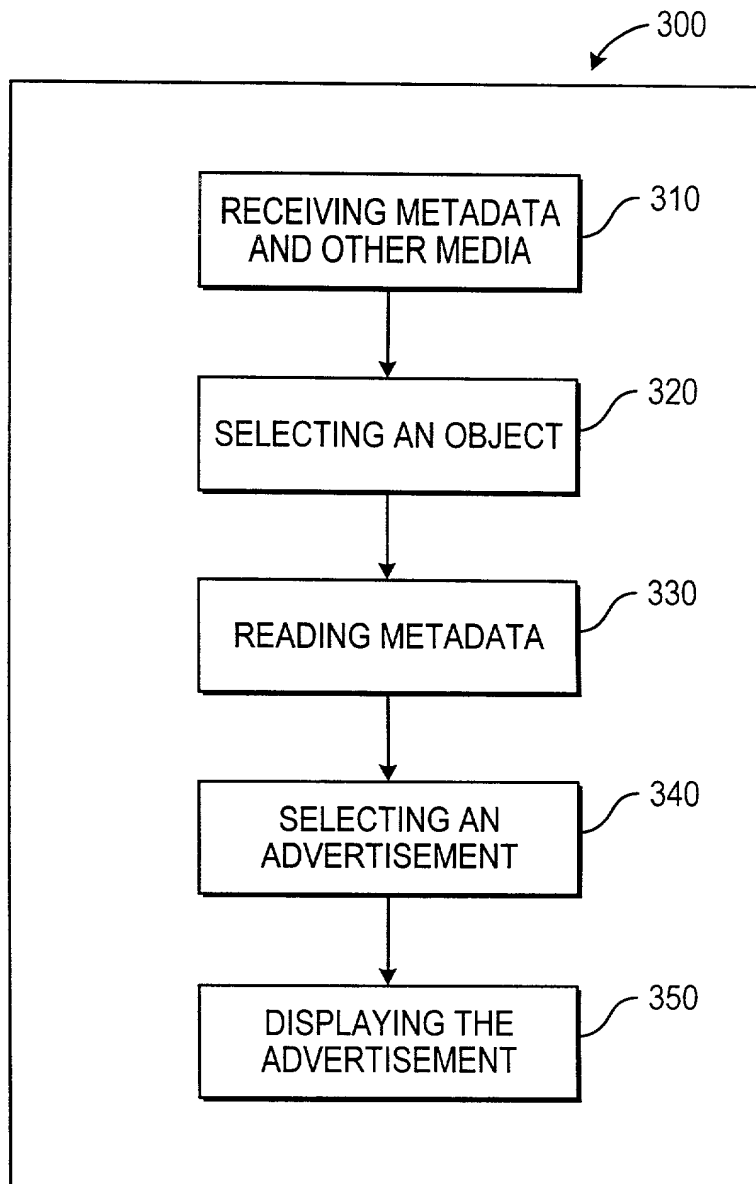 300
RECEIVING METADATA
AND OTHER MEDIA
310
SELECTING AN OBJECT
320
READING METADATA
330
SELECTING AN
ADVERTISEMENT
340
DISPLAYING THE
ADVERTISEMENT
350